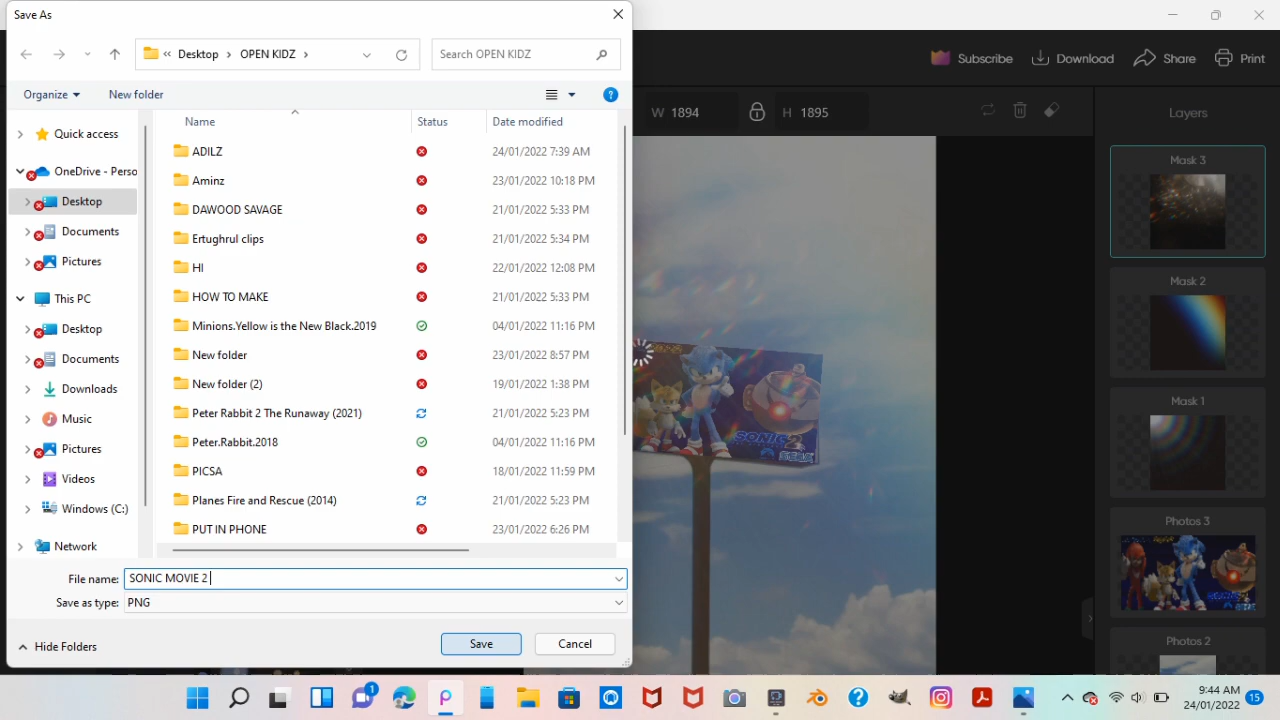 Save As
Desktop
OPEN KIDZ
Search OPEN KIDZ
Organize
New folder
Name
Status
Date modified
Quick access
OneDrive - Perso
Desktop
Documents
Pictures
This PC
Desktop
Documents
Downloads
Music
Pictures
Videos
Windows (C:)
Network
ADILZ 24/01/2022 7:39 AM
Aminz 23/01/2022 10:18 PM
DAWOOD SAVAGE 21/01/2022 5:33 PM
Ertughrul clips 21/01/2022 5:34 PM
HI 22/01/2022 12:08 PM
HOW TO MAKE 21/01/2022 5:33 PM
Minions.Yellow is the New Black.2019 04/01/2022 11:16 PM
New folder 23/01/2022 8:57 PM
New folder (2) 19/01/2022 1:38 PM
Peter Rabbit 2 The Runaway (2021) 21/01/2022 5:23 PM
Peter.Rabbit.2018 04/01/2022 11:16 PM
PICSA 18/01/2022 11:59 PM
Planes Fire and Rescue (2014) 21/01/2022 5:23 PM
PUT IN PHONE 23/01/2022 6:26 PM
File name: SONIC MOVIE 2
Save as type: PNG
Hide Folders
Save
Cancel
Subscribe
Download
Share
Print
W 1894
H 1895
Layers
Mask 3
Mask 2
Mask 1
Photos 3
Photos 2
SONIC 2
1
9:44 AM
24/01/2022
15